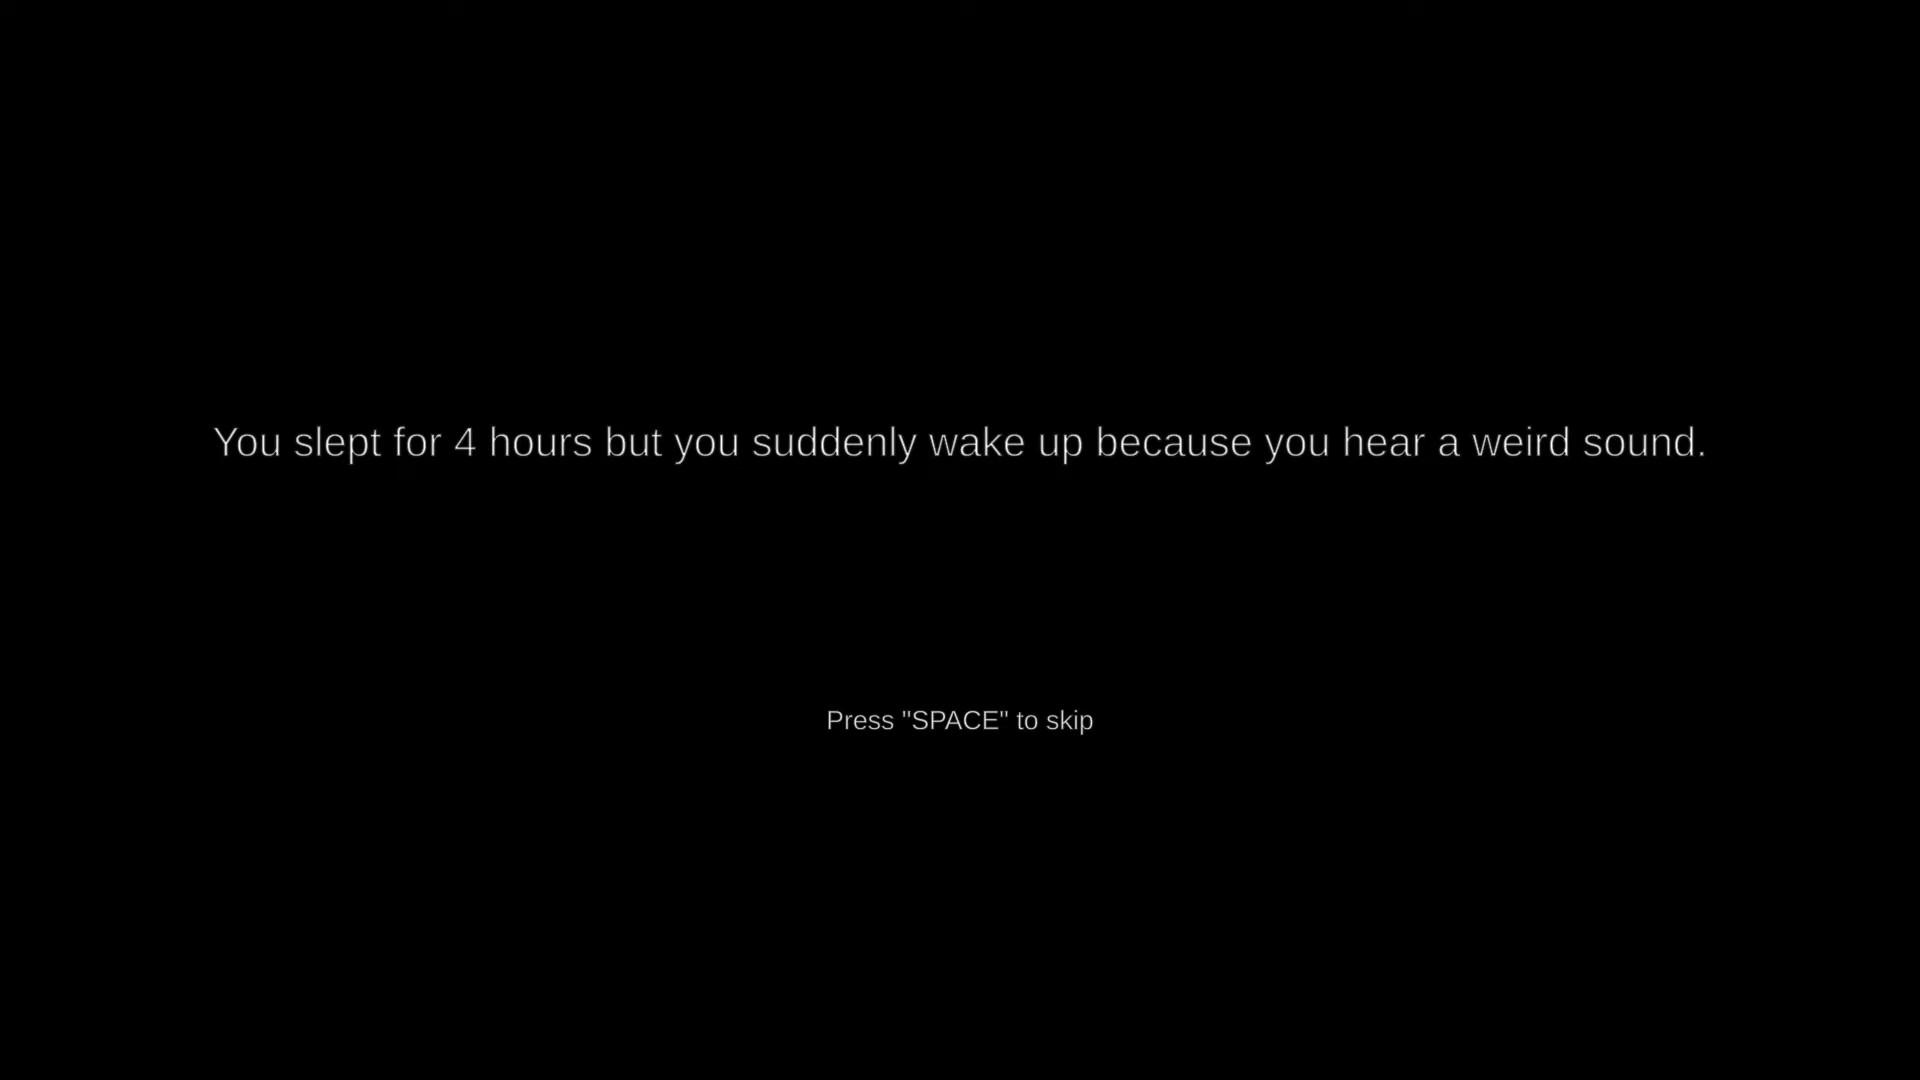 You slept for 4 hours but you suddenly wake up because you hear a weird sound.
Press "SPACE" to skip